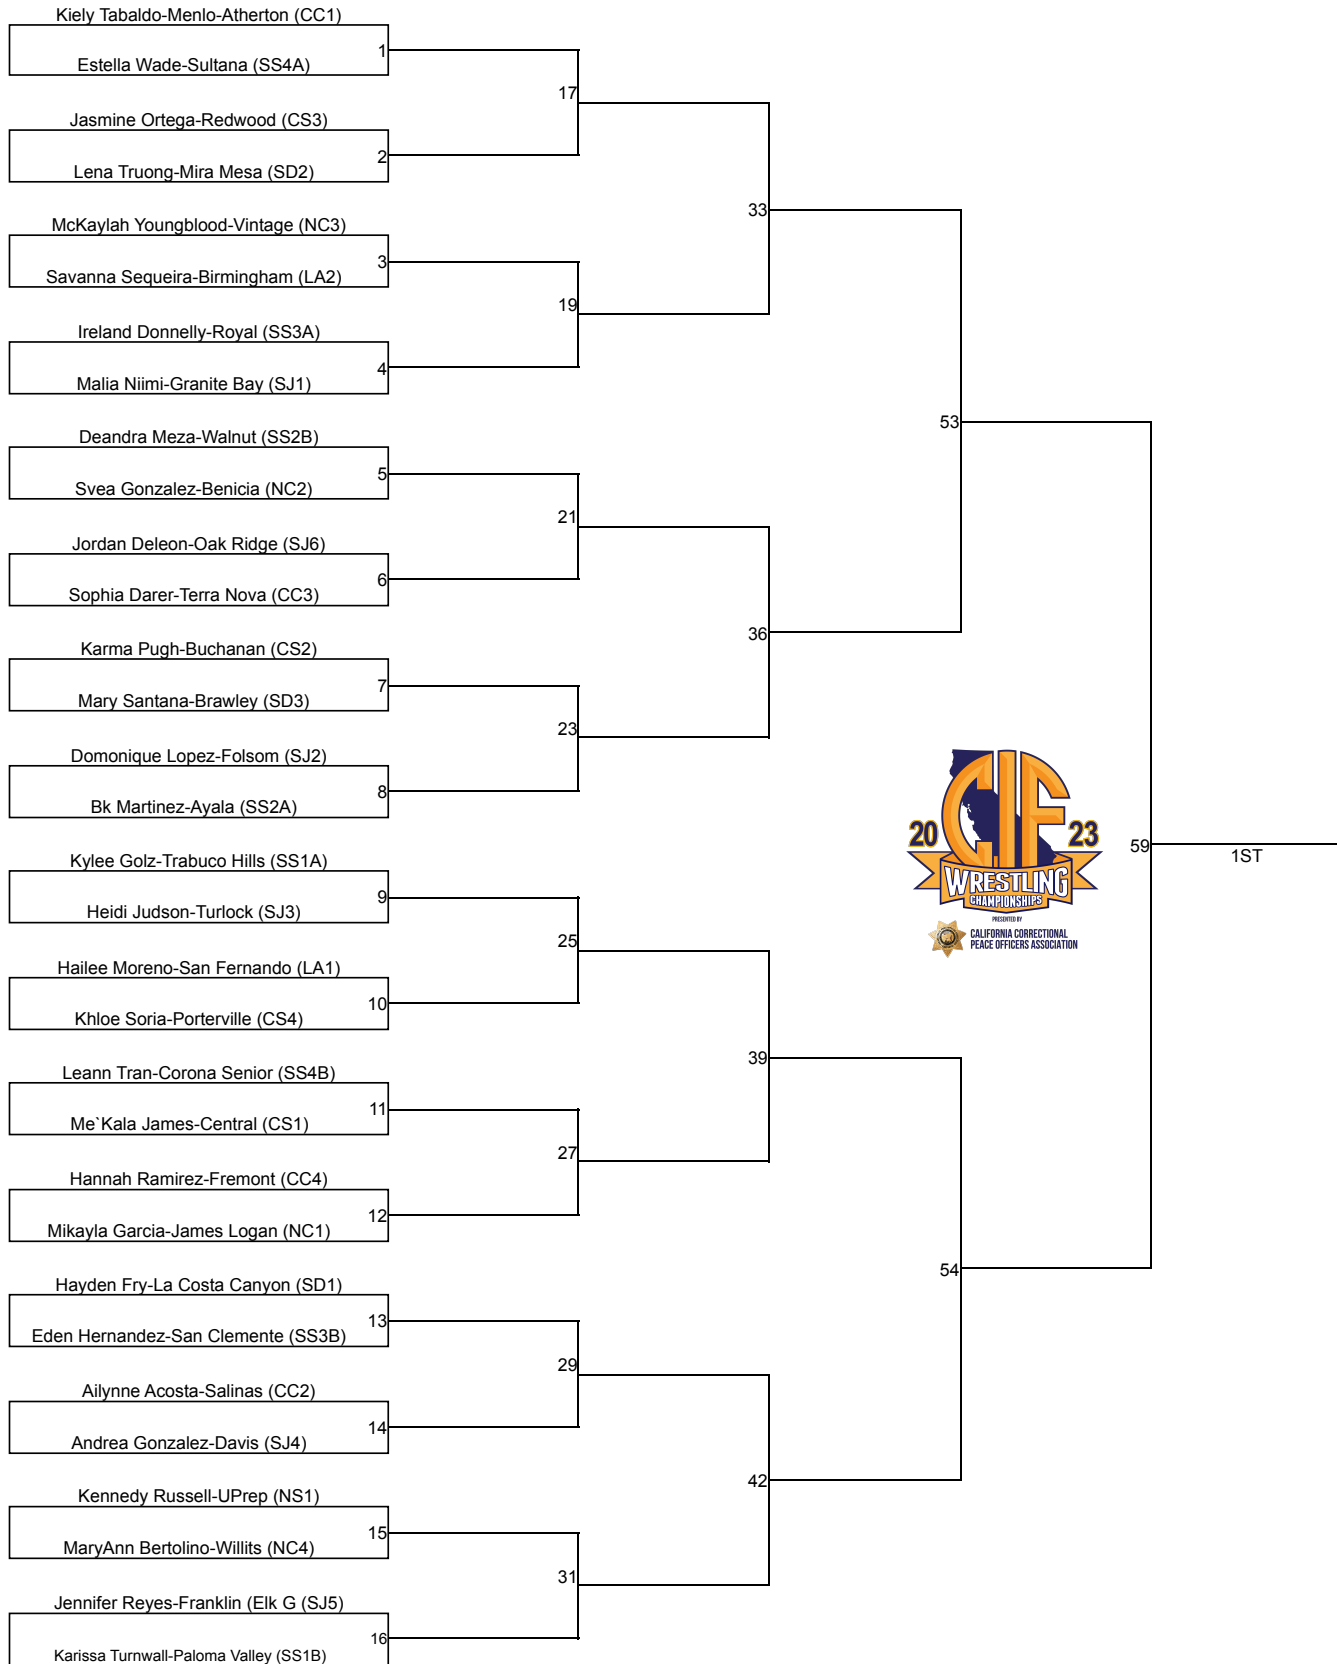 Kiely Tabaldo-Menlo-Atherton (CC1)
1
Estella Wade-Sultana (SS4A)
17
Jasmine Ortega-Redwood (CS3)
2
Lena Truong-Mira Mesa (SD2)
33
McKaylah Youngblood-Vintage (NC3)
3
Savanna Sequeira-Birmingham (LA2)
19
Ireland Donnelly-Royal (SS3A)
4
Malia Niimi-Granite Bay (SJ1)
53
Deandra Meza-Walnut (SS2B)
5
Svea Gonzalez-Benicia (NC2)
21
Jordan Deleon-Oak Ridge (SJ6)
6
Sophia Darer-Terra Nova (CC3)
36
Karma Pugh-Buchanan (CS2)
7
Mary Santana-Brawley (SD3)
23
Domonique Lopez-Folsom (SJ2)
8
Bk Martinez-Ayala (SS2A)
20 CIF 23
WRESTLING
CHAMPIONSHIPS
PRESENTED BY
CALIFORNIA CORRECTIONAL
PEACE OFFICERS ASSOCIATION
59
1ST
Kylee Golz-Trabuco Hills (SS1A)
9
Heidi Judson-Turlock (SJ3)
25
Hailee Moreno-San Fernando (LA1)
10
Khloe Soria-Porterville (CS4)
39
Leann Tran-Corona Senior (SS4B)
11
Me`Kala James-Central (CS1)
27
Hannah Ramirez-Fremont (CC4)
12
Mikayla Garcia-James Logan (NC1)
54
Hayden Fry-La Costa Canyon (SD1)
13
Eden Hernandez-San Clemente (SS3B)
29
Ailynne Acosta-Salinas (CC2)
14
Andrea Gonzalez-Davis (SJ4)
42
Kennedy Russell-UPrep (NS1)
15
MaryAnn Bertolino-Willits (NC4)
31
Jennifer Reyes-Franklin (Elk G (SJ5)
16
Karissa Turnwall-Paloma Valley (SS1B)